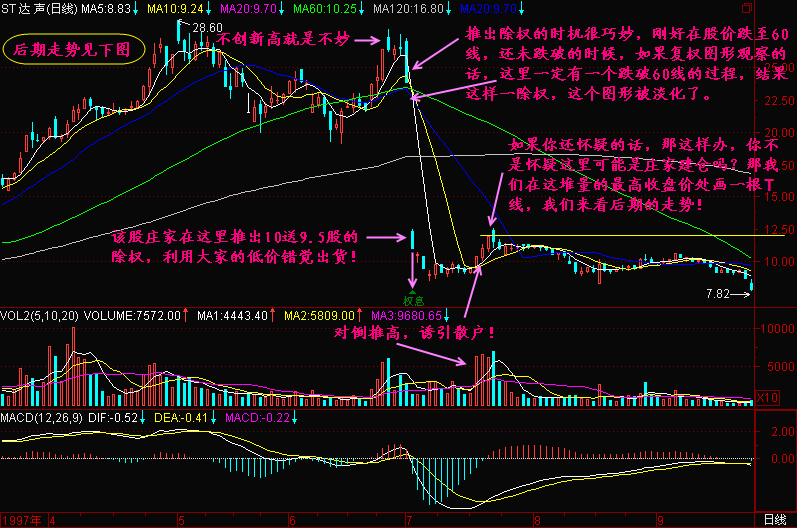 ST达 声(日线) MA5:8.83↓ MA10:9.24↓ MA20:9.70↓ MA60:10.25↓ MA120:16.80↓ MA20:9.70↓
28.60
不创新高就是不妙
后期走势见下图
推出除权的时机很巧妙，刚好在股价跌至60
线，还未跌破的时候，如果复权图形观察的
话，这里一定有一个跌破60线的过程，结果
这样一除权，这个图形被淡化了。
25.00
22.50
20.00
17.50
15.00
12.50
10.00
如果你还怀疑的话，那这样办，你不
是怀疑这里可能是庄家建仓吗？那我
们在这堆量的最高收盘价处画一根T
线，我们来看后期的走势！
该股庄家在这里推出10送9.5股的
除权，利用大家的低价错觉出货！
权息
7.82
对倒推高，诱引散户！
VOL2(5,10,20) VOLUME:7572.00↑ MA1:4443.40↑ MA2:5809.00↑ MA3:9680.65↓
10000
5000
X10
MACD(12,26,9) DIF:-0.52↓ DEA:-0.41↓ MACD:-0.22↓
2.00
0.00
1997年 4 5 6 7 8 9 日线